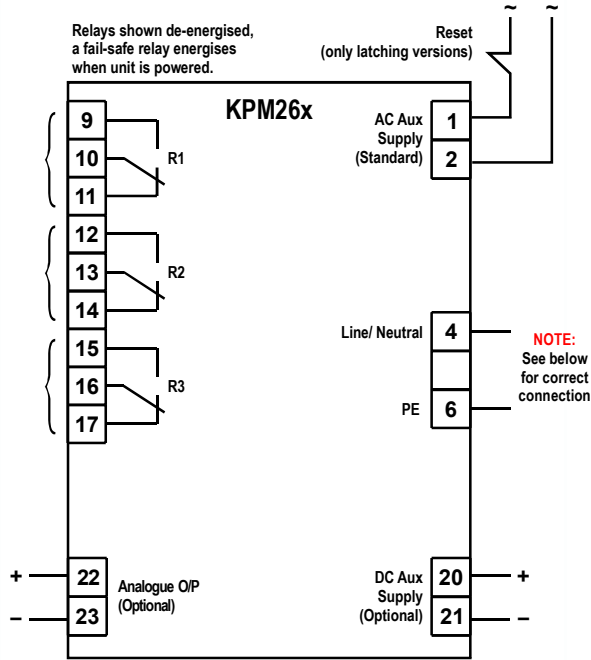 Relays shown de-energised,
a fail-safe relay energises
when unit is powered.
Reset
(only latching versions)
~ ~
KPM26x
9
10
11
R1
12
13
14
R2
15
16
17
R3
AC Aux
Supply
(Standard)
1
2
Line/ Neutral
4
PE
6
NOTE:
See below
for correct
connection
+
22
−
23
Analogue O/P
(Optional)
DC Aux
Supply
(Optional)
20
+
21
−